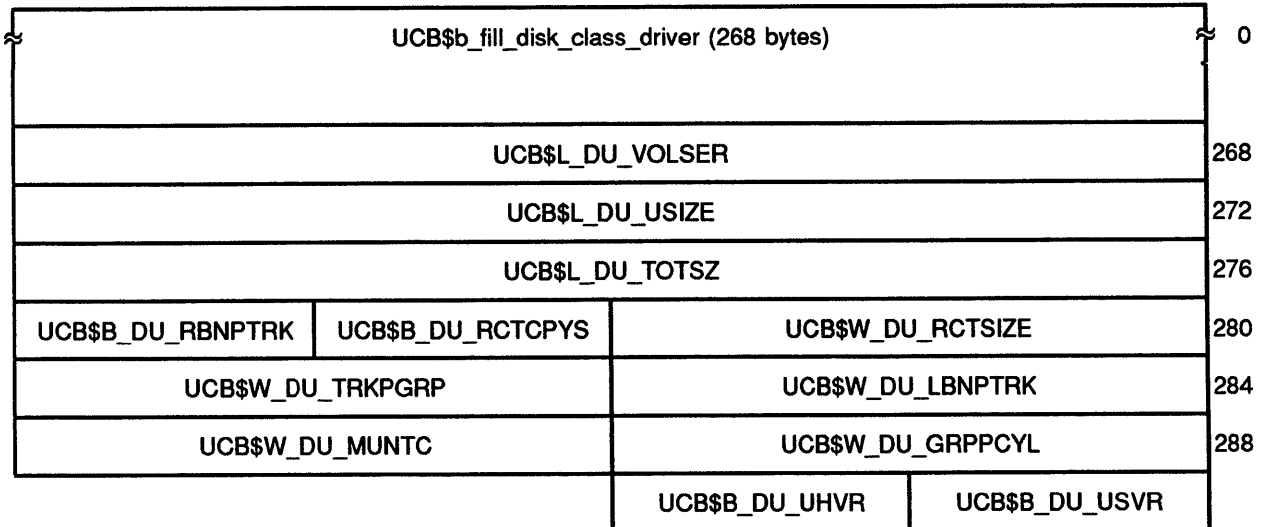 UCB$b_fill_disk_class_driver (268 bytes) 0
UCB$L_DU_VOLSER 268
UCB$L_DU_USIZE 272
UCB$L_DU_TOTSZ 276
UCB$B_DU_RBNPTRK UCB$B_DU_RCTCPYS UCB$W_DU_RCTSIZE 280
UCB$W_DU_TRKPGRP UCB$W_DU_LBNPTRK 284
UCB$W_DU_MUNTC UCB$W_DU_GRPPCYL 288
UCB$B_DU_UHVR UCB$B_DU_USVR